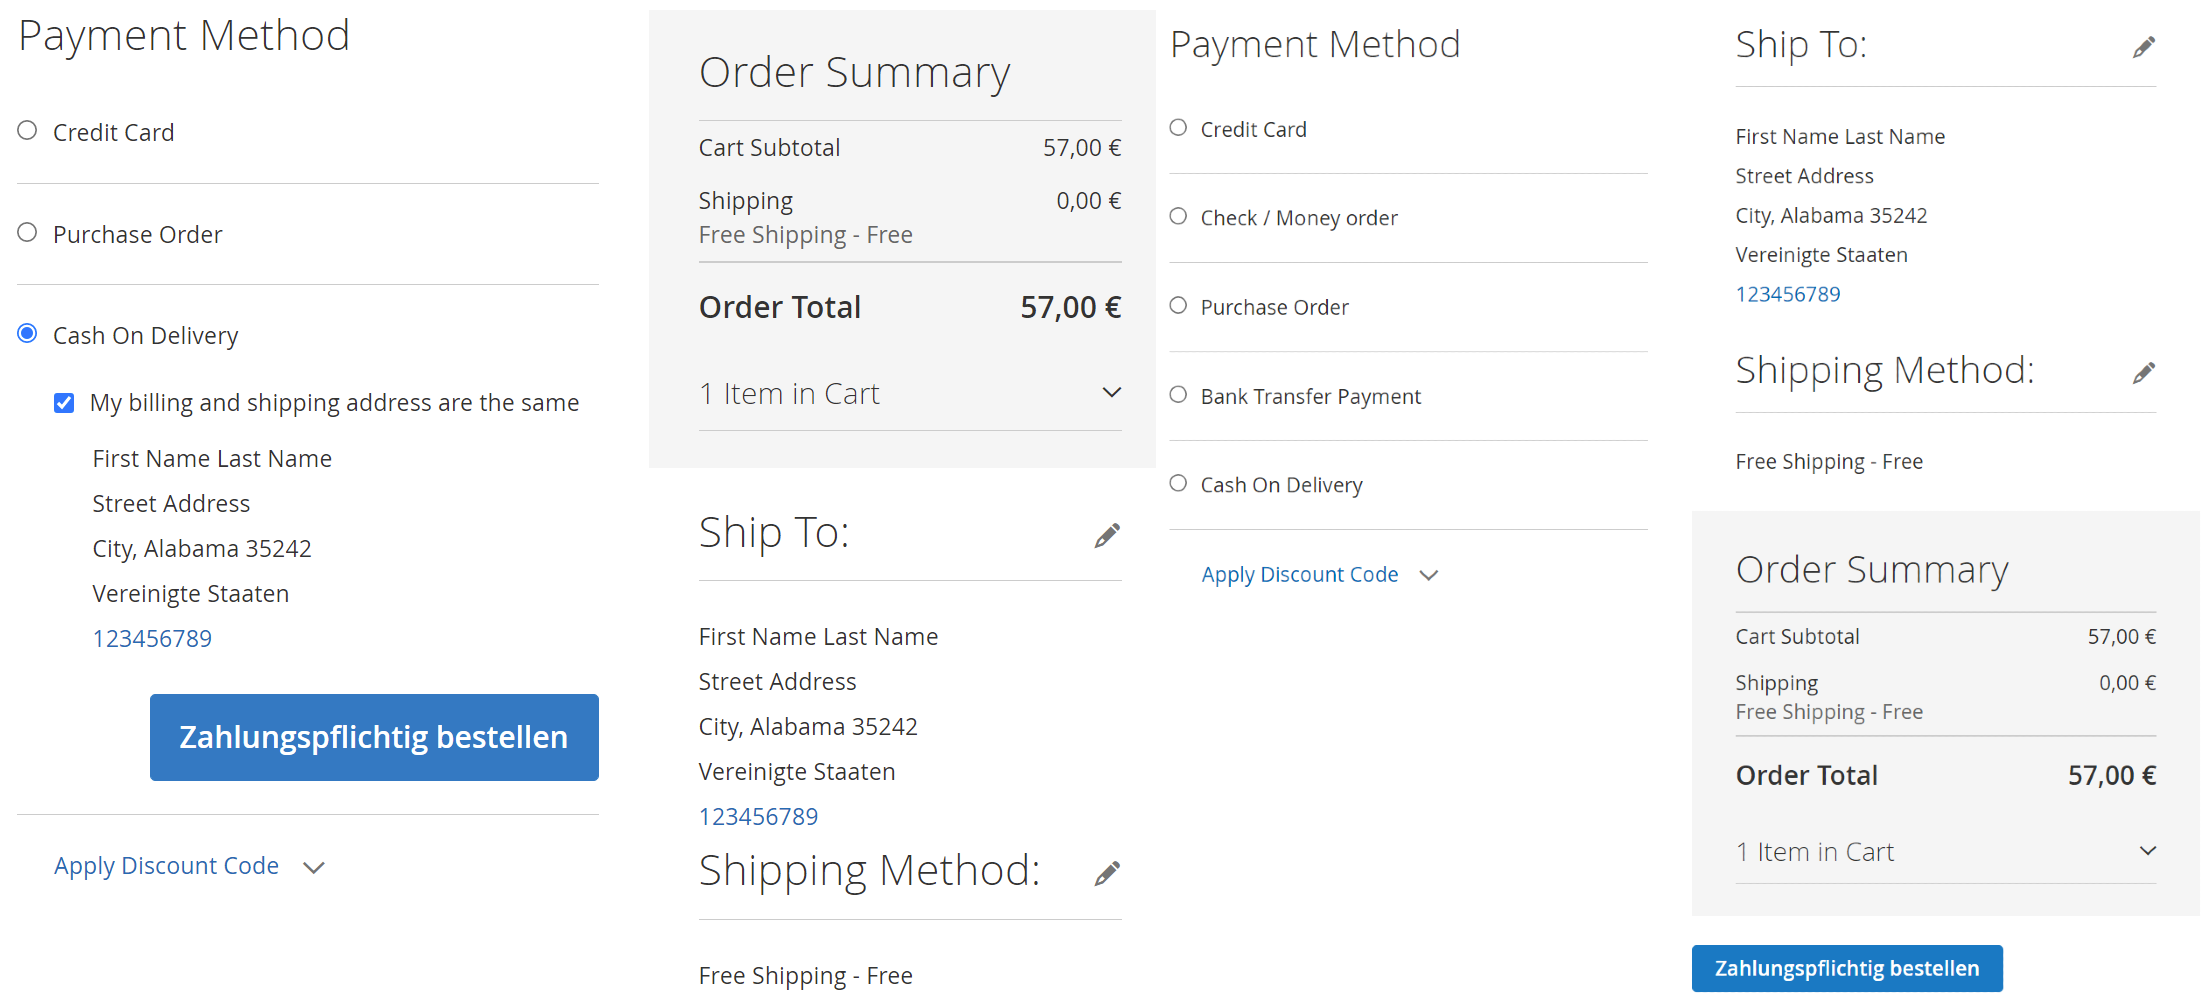 Payment Method
Credit Card
Purchase Order
Cash On Delivery
My billing and shipping address are the same
First Name Last Name
Street Address
City, Alabama 35242
Vereinigte Staaten
123456789
Zahlungspflichtig bestellen
Apply Discount Code
Order Summary
Cart Subtotal 57,00 €
Shipping 0,00 €
Free Shipping - Free
Order Total 57,00 €
1 Item in Cart
Ship To:
First Name Last Name
Street Address
City, Alabama 35242
Vereinigte Staaten
123456789
Shipping Method:
Free Shipping - Free
Payment Method
Credit Card
Check / Money order
Purchase Order
Bank Transfer Payment
Cash On Delivery
Apply Discount Code
Ship To:
First Name Last Name
Street Address
City, Alabama 35242
Vereinigte Staaten
123456789
Shipping Method:
Free Shipping - Free
Order Summary
Cart Subtotal 57,00 €
Shipping 0,00 €
Free Shipping - Free
Order Total 57,00 €
1 Item in Cart
Zahlungspflichtig bestellen